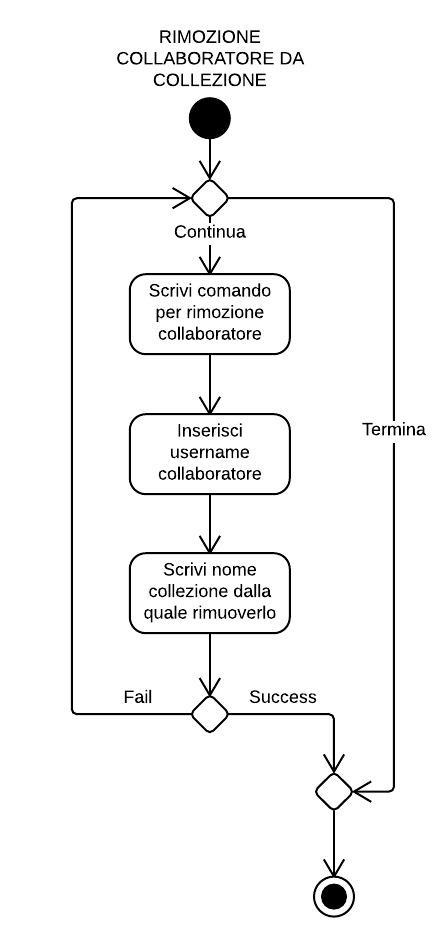 RIMOZIONE
COLLABORATORE DA
COLLEZIONE
Continua
Scrivi comando
per rimozione
collaboratore
Termina
Inserisci
username
collaboratore
Scrivi nome
collezione dalla
quale rimuoverlo
Fail
Success